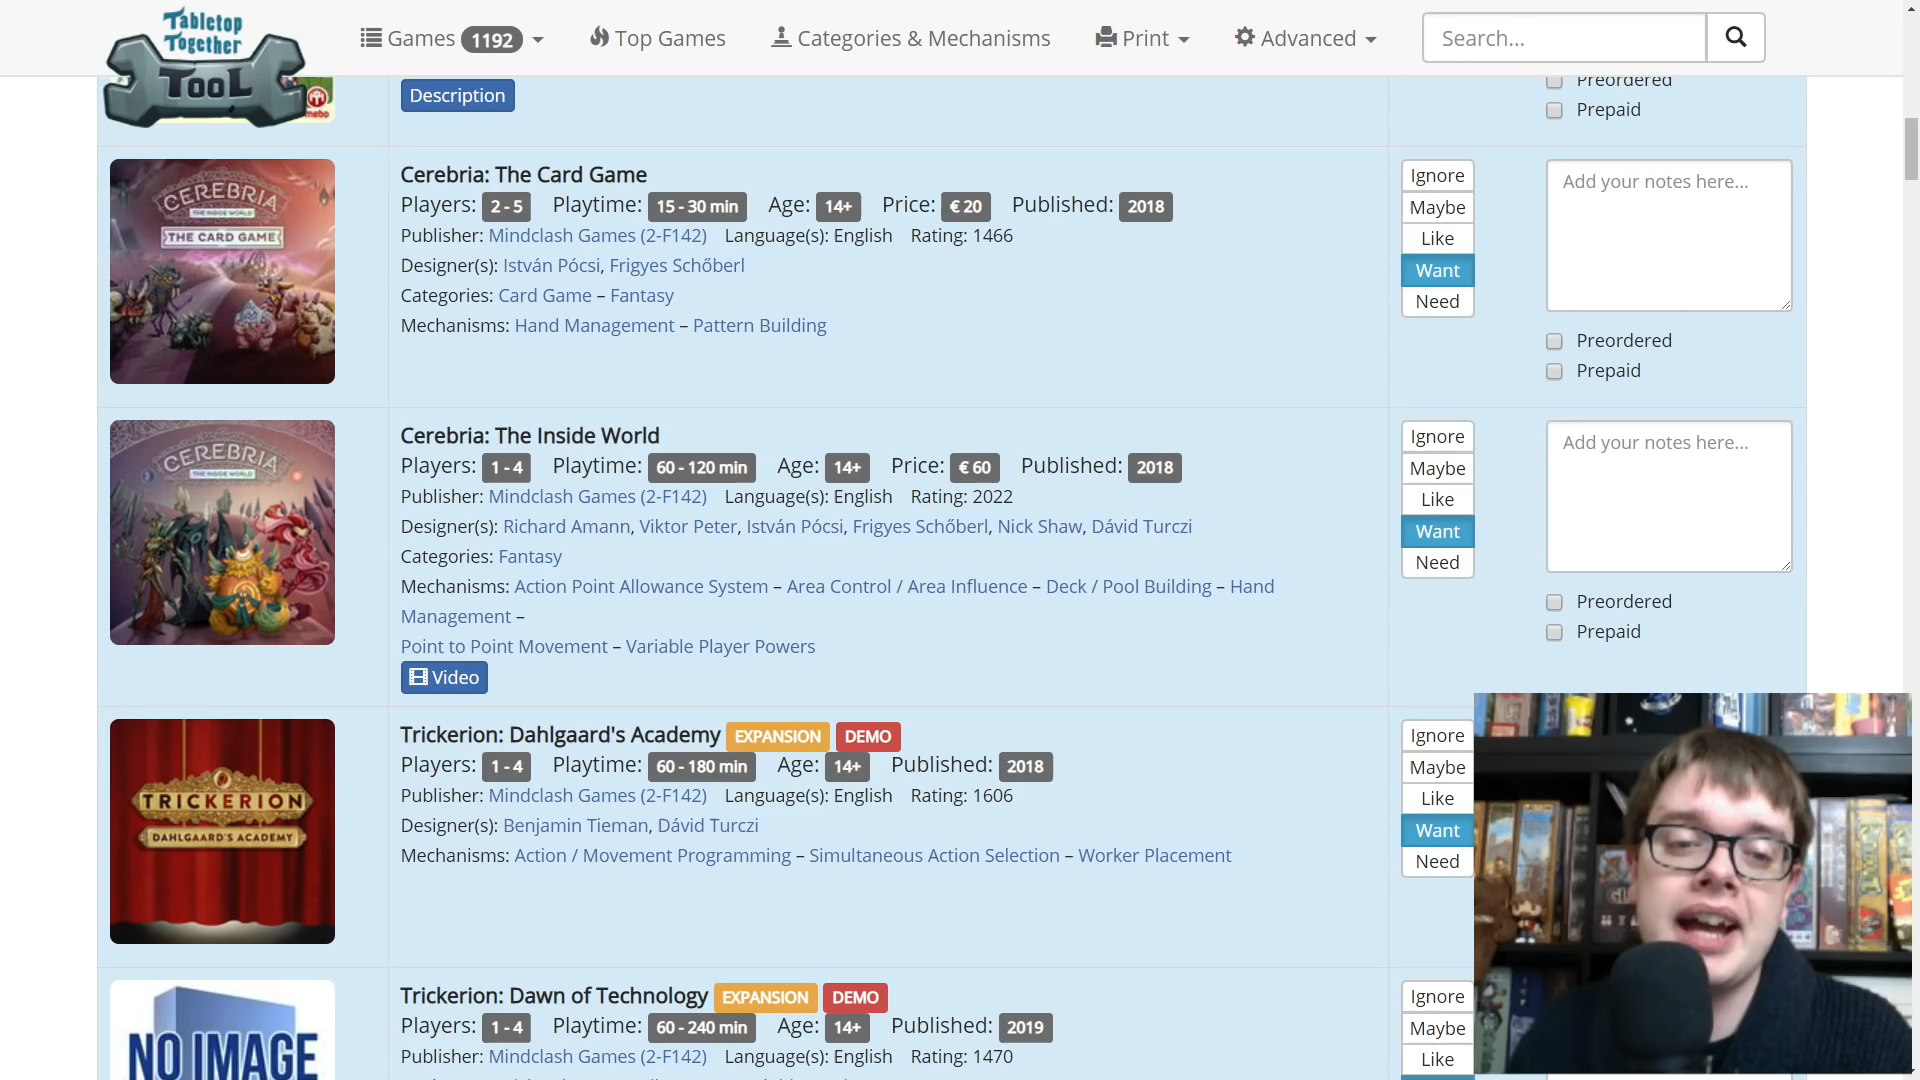 Tabletop
Together
TOOL
Games 1192
Top Games
Categories & Mechanisms
Print
Advanced
Search...
mebo
Description
Preordered
Prepaid
CEREBRIA
THE INSIDE WORLD
THE CARD GAME
Cerebria: The Card Game
Players: 2 - 5 Playtime: 15 - 30 min Age: 14+ Price: € 20 Published: 2018
Publisher: Mindclash Games (2-F142) Language(s): English Rating: 1466
Designer(s): István Pócsi, Frigyes Schőberl
Categories: Card Game – Fantasy
Mechanisms: Hand Management – Pattern Building
Ignore
Maybe
Like
Want
Need
Add your notes here...
Preordered
Prepaid
CEREBRIA
THE INSIDE WORLD
Cerebria: The Inside World
Players: 1 - 4 Playtime: 60 - 120 min Age: 14+ Price: € 60 Published: 2018
Publisher: Mindclash Games (2-F142) Language(s): English Rating: 2022
Designer(s): Richard Amann, Viktor Peter, István Pócsi, Frigyes Schőberl, Nick Shaw, Dávid Turczi
Categories: Fantasy
Mechanisms: Action Point Allowance System – Area Control / Area Influence – Deck / Pool Building – Hand
Management –
Point to Point Movement – Variable Player Powers
Video
Ignore
Maybe
Like
Want
Need
Add your notes here...
Preordered
Prepaid
TRICKERION
DAHLGAARD'S ACADEMY
Trickerion: Dahlgaard's Academy EXPANSION DEMO
Players: 1 - 4 Playtime: 60 - 180 min Age: 14+ Published: 2018
Publisher: Mindclash Games (2-F142) Language(s): English Rating: 1606
Designer(s): Benjamin Tieman, Dávid Turczi
Mechanisms: Action / Movement Programming – Simultaneous Action Selection – Worker Placement
Ignore
Maybe
Like
Want
Need
NO IMAGE
Trickerion: Dawn of Technology EXPANSION DEMO
Players: 1 - 4 Playtime: 60 - 240 min Age: 14+ Published: 2019
Publisher: Mindclash Games (2-F142) Language(s): English Rating: 1470
Ignore
Maybe
Like